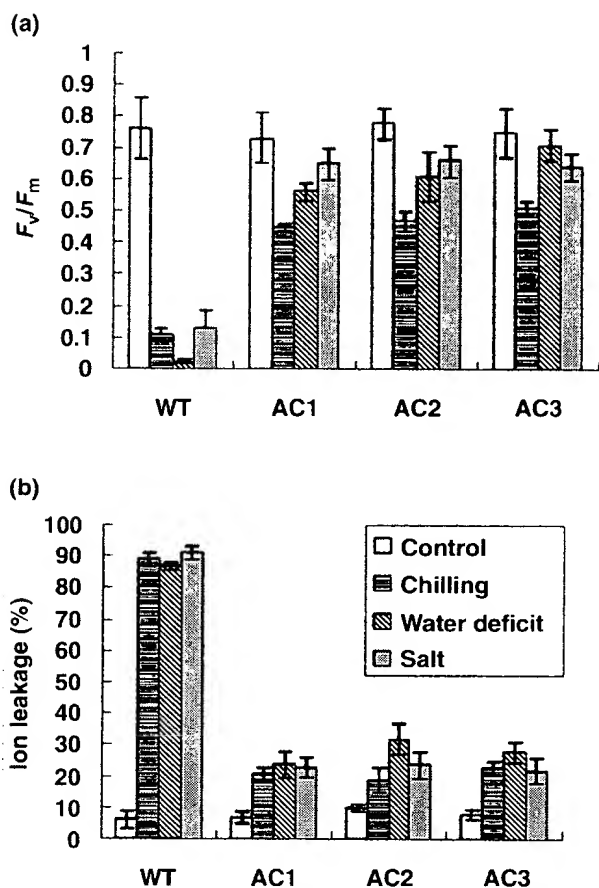 (a)
1
0.9
0.8
0.7
0.6
0.5
0.4
0.3
0.2
0.1
0
Fv/Fm
WT AC1 AC2 AC3
(b)
100
90
80
70
60
50
40
30
20
10
0
Ion leakage (%)
Control
Chilling
Water deficit
Salt
WT AC1 AC2 AC3